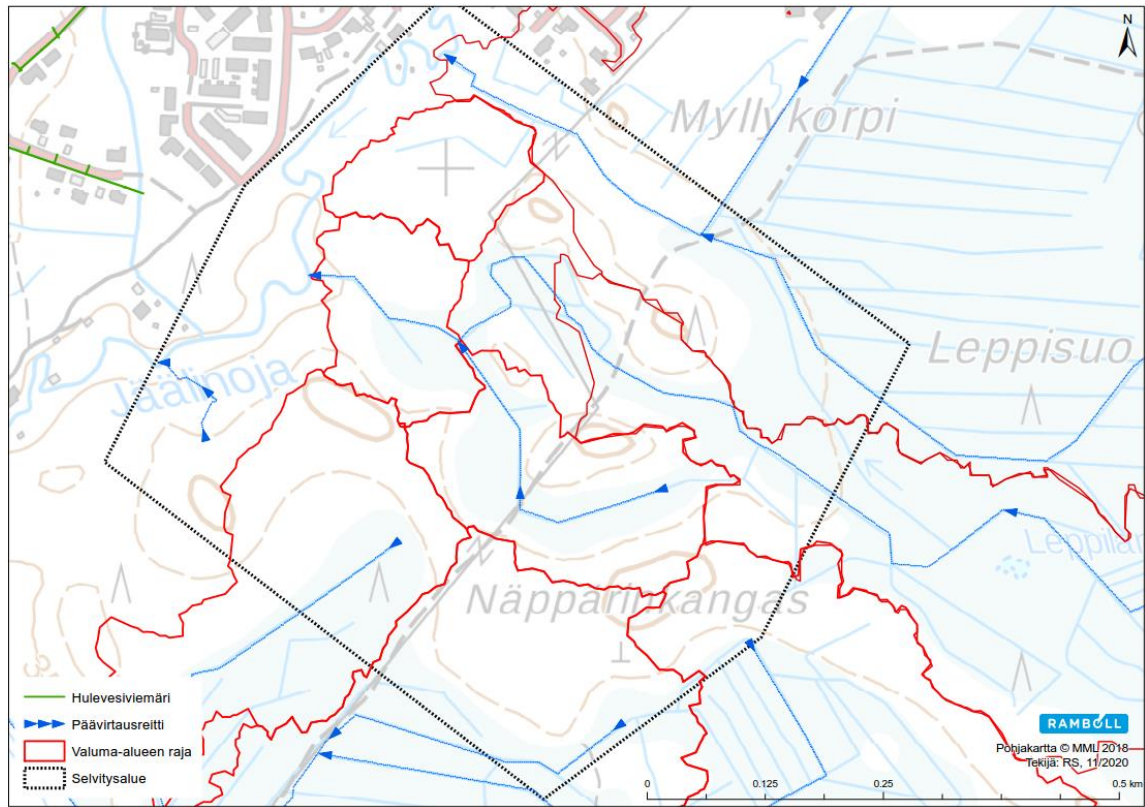 N
Myllykorpi
Leppisuo
Jäälinoja
Näppärinkangas
Hulevesiviemäri
Päävirtausreitti
Valuma-alueen raja
Selvitysalue
RAMBOLL
Pohjakartta © MML 2018
Tekijä: RS, 11/2020
0 0.125 0.25 0.5 km